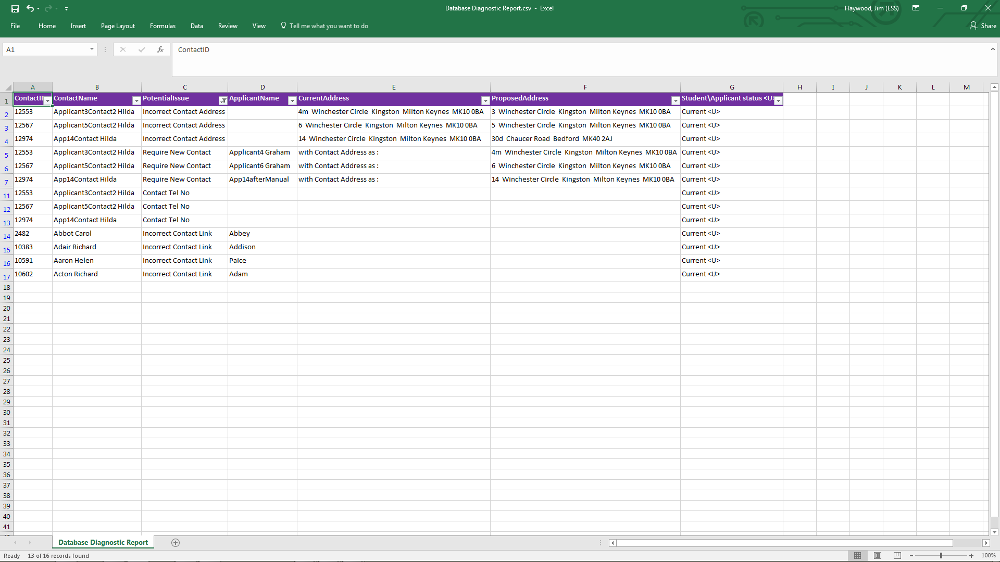 Database Diagnostic Report.csv - Excel
Haywood, Jim (ESS)
File Home Insert Page Layout Formulas Data Review View Tell me what you want to do Share
A1 fx ContactID
A B C D E F G H I J K L M
1 ContactID ContactName PotentialIssue ApplicantName CurrentAddress ProposedAddress Student\Applicant status <U>
2 12553 Applicant3Contact2 Hilda Incorrect Contact Address 4m Winchester Circle Kingston Milton Keynes MK10 0BA 3 Winchester Circle Kingston Milton Keynes MK10 0BA Current <U>
3 12567 Applicant5Contact2 Hilda Incorrect Contact Address 6 Winchester Circle Kingston Milton Keynes MK10 0BA 5 Winchester Circle Kingston Milton Keynes MK10 0BA Current <U>
4 12974 App14Contact Hilda Incorrect Contact Address 14 Winchester Circle Kingston Milton Keynes MK10 0BA 30d Chaucer Road Bedford MK40 2AJ Current <U>
5 12553 Applicant3Contact2 Hilda Require New Contact Applicant4 Graham with Contact Address as : 4m Winchester Circle Kingston Milton Keynes MK10 0BA Current <U>
6 12567 Applicant5Contact2 Hilda Require New Contact Applicant6 Graham with Contact Address as : 6 Winchester Circle Kingston Milton Keynes MK10 0BA Current <U>
7 12974 App14Contact Hilda Require New Contact App14afterManual with Contact Address as : 14 Winchester Circle Kingston Milton Keynes MK10 0BA Current <U>
11 12553 Applicant3Contact2 Hilda Contact Tel No Current <U>
12 12567 Applicant5Contact2 Hilda Contact Tel No Current <U>
13 12974 App14Contact Hilda Contact Tel No Current <U>
14 2482 Abbot Carol Incorrect Contact Link Abbey Current <U>
15 10383 Adair Richard Incorrect Contact Link Addison Current <U>
16 10591 Aaron Helen Incorrect Contact Link Paice Current <U>
17 10602 Acton Richard Incorrect Contact Link Adam Current <U>
18
19
20
21
22
23
24
25
26
27
28
29
30
31
32
33
34
35
36
37
38
39
40
41
Database Diagnostic Report
Ready 13 of 16 records found 100%